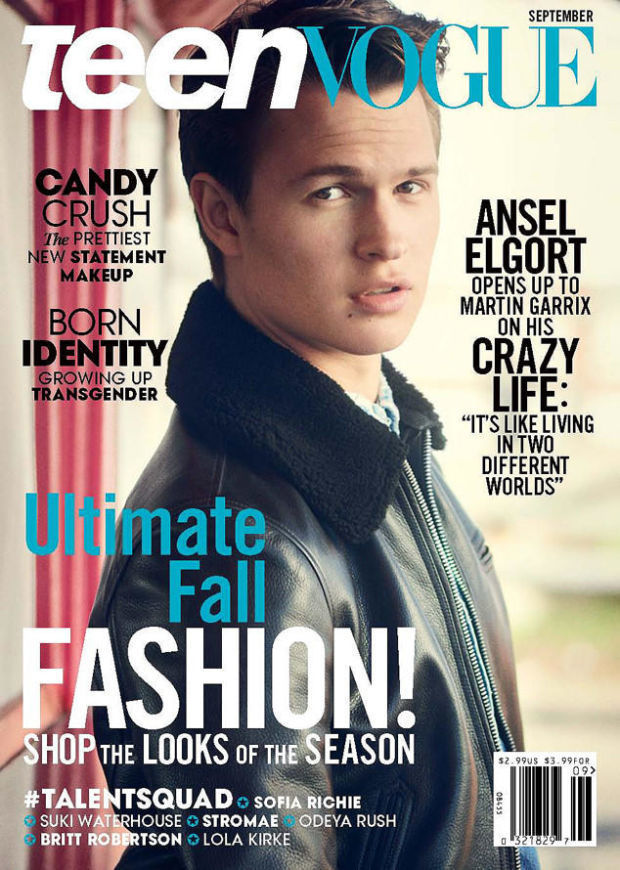 SEPTEMBER
teen VOGUE
CANDY
CRUSH
The PRETTIEST
NEW STATEMENT
MAKEUP
BORN
IDENTITY
GROWING UP
TRANSGENDER
ANSEL
ELGORT
OPENS UP TO
MARTIN GARRIX
ON HIS
CRAZY
LIFE:
“IT’S LIKE LIVING
IN TWO
DIFFERENT
WORLDS”
Ultimate
Fall
FASHION!
SHOP THE LOOKS OF THE SEASON
#TALENTSQUAD ✪ SOFIA RICHIE
✪ SUKI WATERHOUSE ✪ STROMAE ✪ ODEYA RUSH
✪ BRITT ROBERTSON ✪ LOLA KIRKE
$2.99US $3.99FOR
09>
08435
0 321829 7